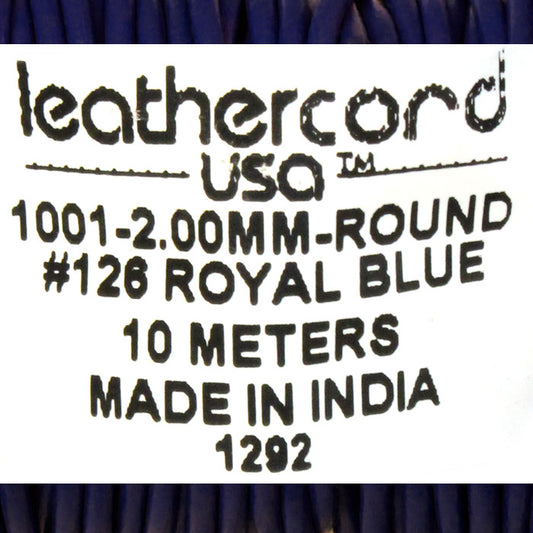 leathercord
usa™
1001-2.00MM-ROUND
#126 ROYAL BLUE
10 METERS
MADE IN INDIA
1292